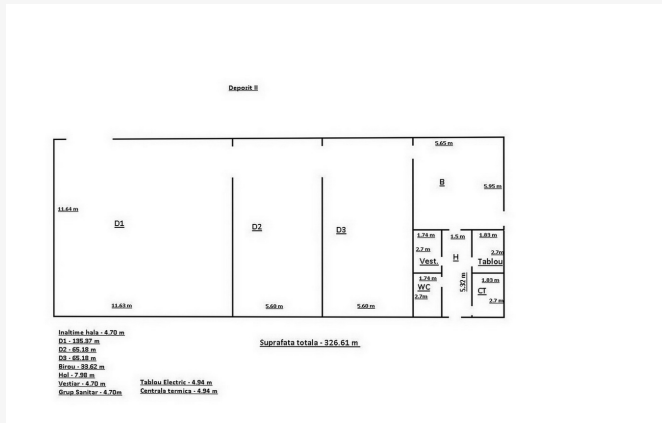 Deposit II
5.65 m
B
5.95 m
11.64 m
D1
D2
D3
1.74 m
1.5 m
1.83 m
2.7 m
H
2.7m
Vest.
Tablou
1.74 m
5.32 m
1.83 m
WC
CT
2.7m
2.7 m
11.63 m
5.60 m
5.60 m
Inaltime hala - 4.70 m
D1 - 135.37 m
D2 - 65.18 m
D3 - 65.18 m
Birou - 33.62 m
Hol - 7.98 m
Vestiar - 4.70 m
Grup Sanitar - 4.70m
Suprafata totala - 326.61 m
Tablou Electric - 4.94 m
Centrala termica - 4.94 m